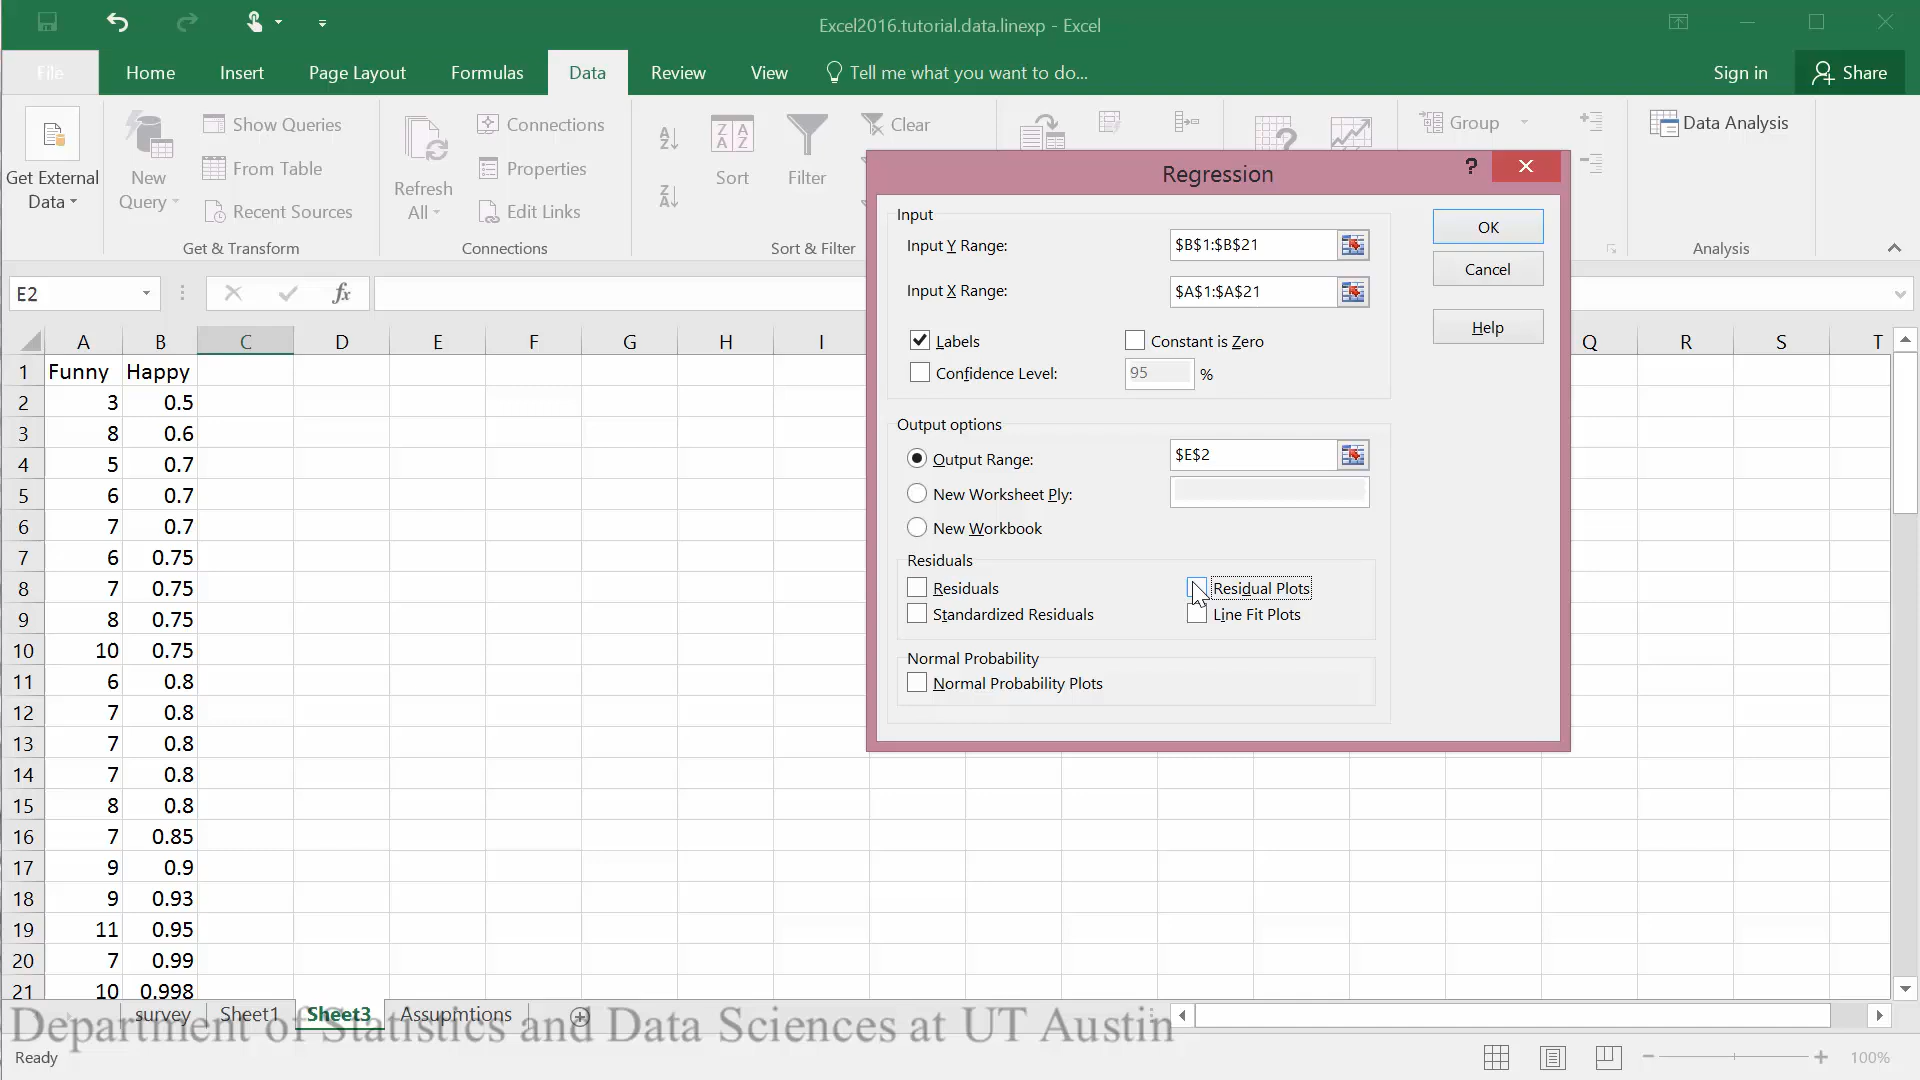 Excel2016.tutorial.data.linexp - Excel
File Home Insert Page Layout Formulas Data Review View Tell me what you want to do... Sign in Share
Get External Data
New Query
Show Queries
From Table
Recent Sources
Get & Transform
Refresh All
Connections
Properties
Edit Links
Connections
Sort
Filter
Clear
Sort & Filter
Group
Data Analysis
Analysis
Regression
Input
Input Y Range: $B$1:$B$21
Input X Range: $A$1:$A$21
Labels Constant is Zero
Confidence Level: 95 %
OK
Cancel
Help
Output options
Output Range: $E$2
New Worksheet Ply:
New Workbook
Residuals
Residuals Residual Plots
Standardized Residuals Line Fit Plots
Normal Probability
Normal Probability Plots
E2 fx
A B C D E F G H I Q R S T
1 Funny Happy
2 3 0.5
3 8 0.6
4 5 0.7
5 6 0.7
6 7 0.7
7 6 0.75
8 7 0.75
9 8 0.75
10 10 0.75
11 6 0.8
12 7 0.8
13 7 0.8
14 7 0.8
15 8 0.8
16 7 0.85
17 9 0.9
18 9 0.93
19 11 0.95
20 7 0.99
21 10 0.998
survey Sheet1 Sheet3 Assupmtions
Department of Statistics and Data Sciences at UT Austin
Ready 100%